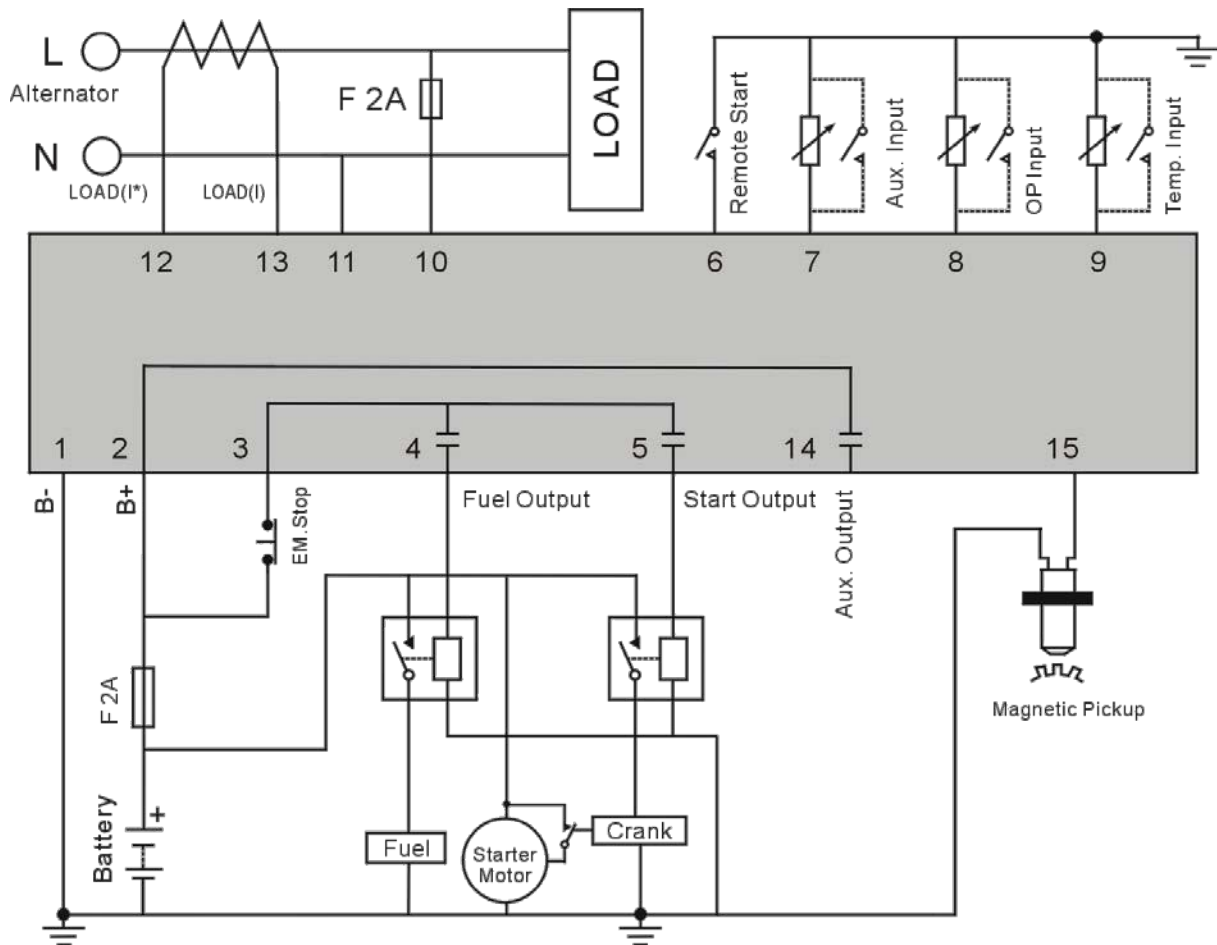 L
Alternator
F 2A
N
LOAD(I*)
LOAD(I)
LOAD
Remote Start
Aux. Input
OP Input
Temp. Input
12 13 11 10 6 7 8 9
1 2 3 4 5 14 15
B-
B+
EM.Stop
Fuel Output
Start Output
Aux. Output
F 2A
Magnetic Pickup
Battery
+
Fuel
Starter
Motor
Crank